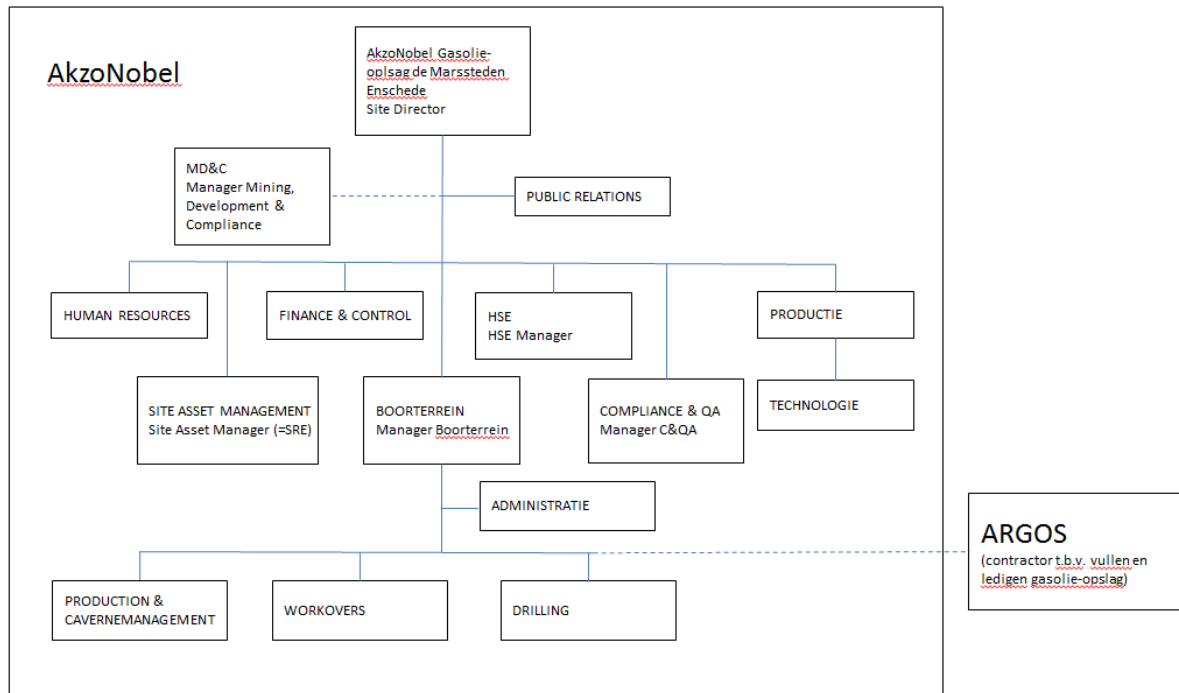 AkzoNobel
AkzoNobel Gasolie-
oplsag de Marssteden
Enschede
Site Director
MD&C
Manager Mining,
Development &
Compliance
PUBLIC RELATIONS
HUMAN RESOURCES
FINANCE & CONTROL
HSE
HSE Manager
PRODUCTIE
SITE ASSET MANAGEMENT
Site Asset Manager (=SRE)
BOORTERREIN
Manager Boorterrein
COMPLIANCE & QA
Manager C&QA
TECHNOLOGIE
ADMINISTRATIE
ARGOS
(contractor t.b.v. vullen en
ledigen gasolie-opslag)
PRODUCTION &
CAVERNEMANAGEMENT
WORKOVERS
DRILLING